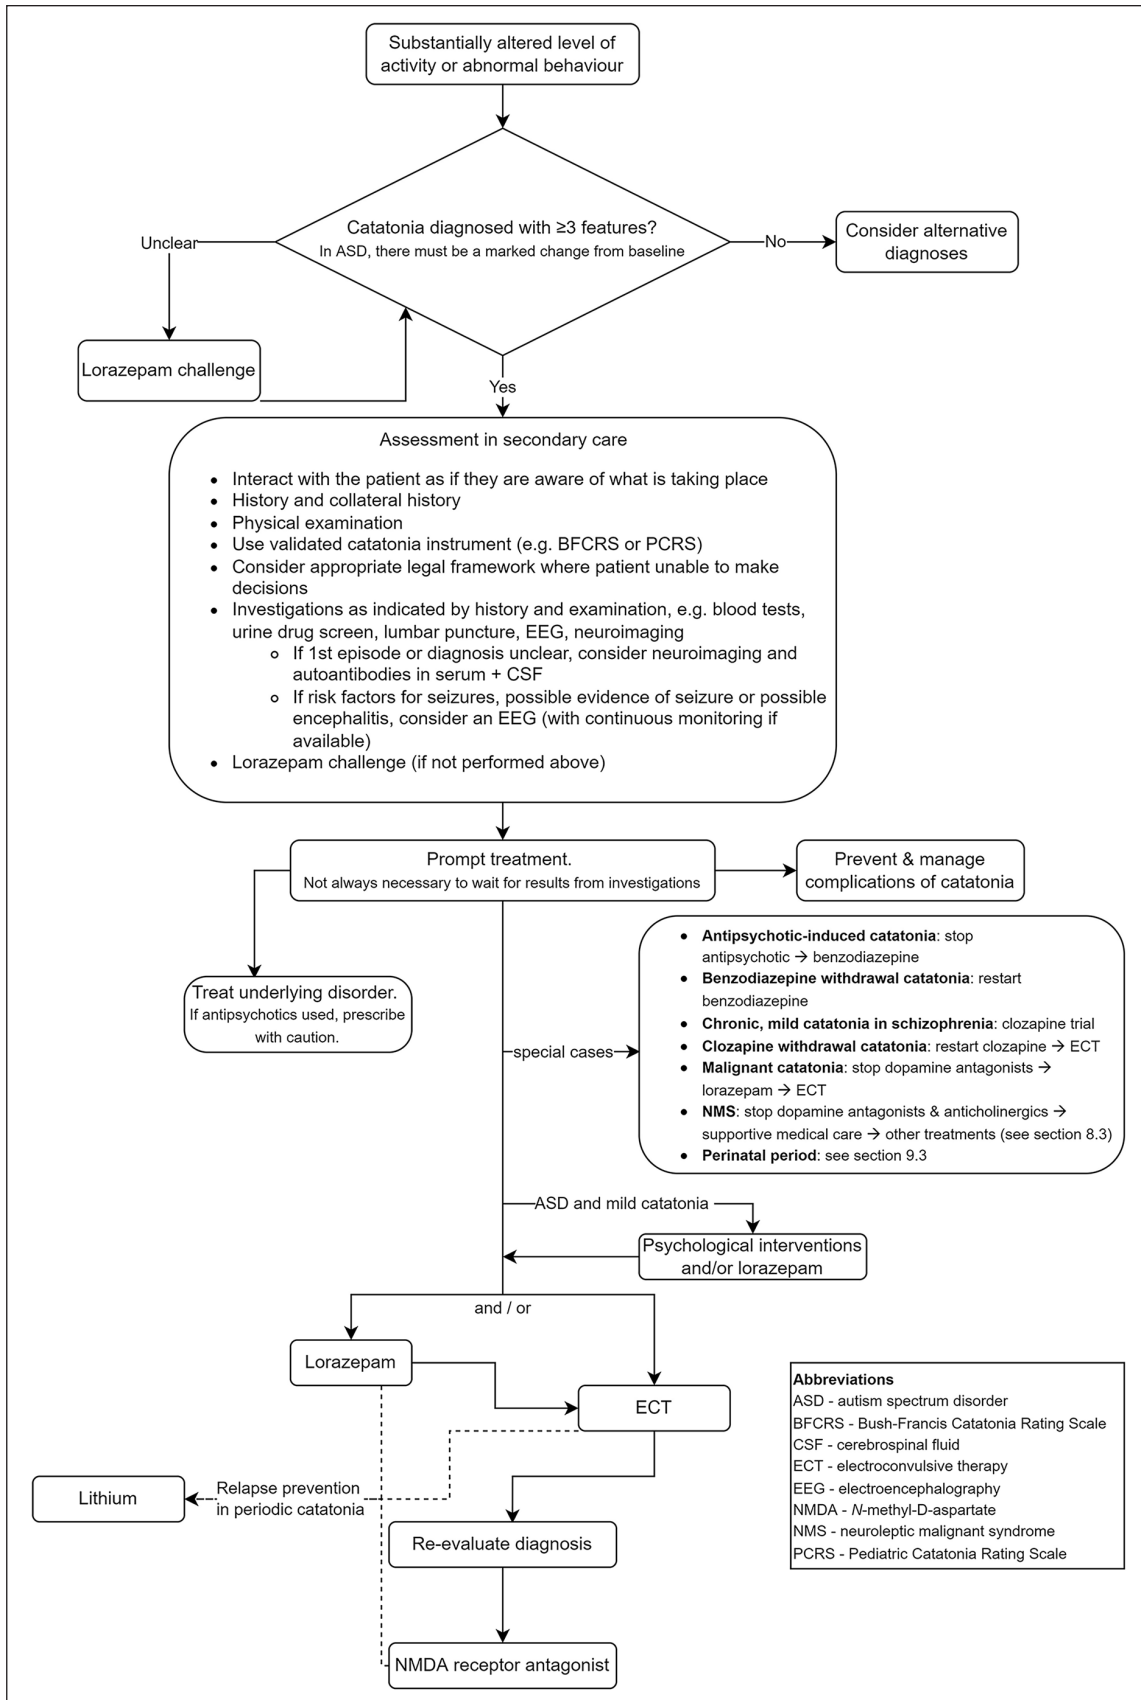 Substantially altered level of
activity or abnormal behaviour
Catatonia diagnosed with ≥3 features?
In ASD, there must be a marked change from baseline
Unclear
No
Consider alternative
diagnoses
Lorazepam challenge
Yes
Assessment in secondary care
• Interact with the patient as if they are aware of what is taking place
• History and collateral history
• Physical examination
• Use validated catatonia instrument (e.g. BFCRS or PCRS)
• Consider appropriate legal framework where patient unable to make
decisions
• Investigations as indicated by history and examination, e.g. blood tests,
urine drug screen, lumbar puncture, EEG, neuroimaging
o If 1st episode or diagnosis unclear, consider neuroimaging and
autoantibodies in serum + CSF
o If risk factors for seizures, possible evidence of seizure or possible
encephalitis, consider an EEG (with continuous monitoring if
available)
• Lorazepam challenge (if not performed above)
Prompt treatment.
Not always necessary to wait for results from investigations
Prevent & manage
complications of catatonia
Treat underlying disorder.
If antipsychotics used, prescribe
with caution.
special cases
• Antipsychotic-induced catatonia: stop
antipsychotic → benzodiazepine
• Benzodiazepine withdrawal catatonia: restart
benzodiazepine
• Chronic, mild catatonia in schizophrenia: clozapine trial
• Clozapine withdrawal catatonia: restart clozapine → ECT
• Malignant catatonia: stop dopamine antagonists →
lorazepam → ECT
• NMS: stop dopamine antagonists & anticholinergics →
supportive medical care → other treatments (see section 8.3)
• Perinatal period: see section 9.3
ASD and mild catatonia
Psychological interventions
and/or lorazepam
and / or
Lorazepam
ECT
Lithium
Relapse prevention
in periodic catatonia
Re-evaluate diagnosis
NMDA receptor antagonist
Abbreviations
ASD - autism spectrum disorder
BFCRS - Bush-Francis Catatonia Rating Scale
CSF - cerebrospinal fluid
ECT - electroconvulsive therapy
EEG - electroencephalography
NMDA - N-methyl-D-aspartate
NMS - neuroleptic malignant syndrome
PCRS - Pediatric Catatonia Rating Scale